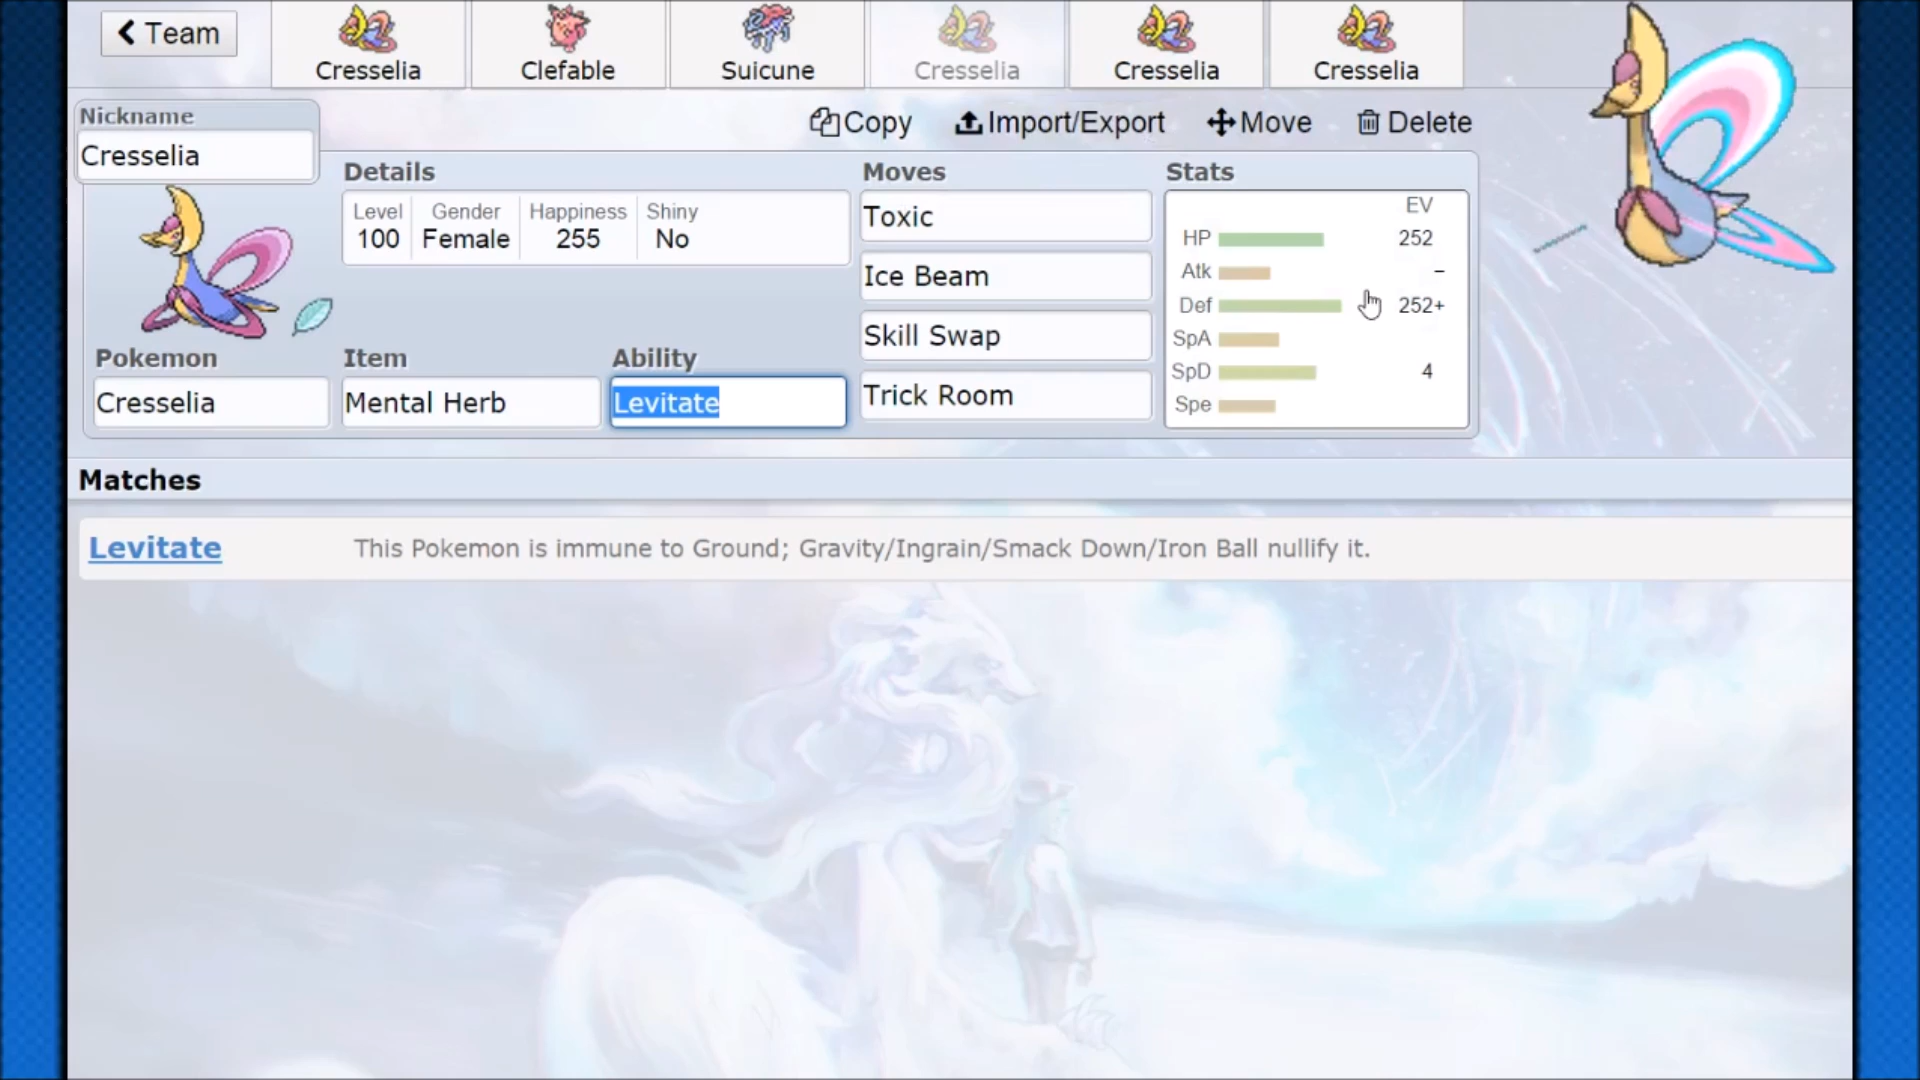 Team
Cresselia
Clefable
Suicune
Cresselia
Cresselia
Cresselia
Copy
Import/Export
Move
Delete
Nickname
Cresselia
Details
Level
Gender
Happiness
Shiny
100
Female
255
No
Pokemon
Cresselia
Item
Mental Herb
Ability
Levitate
Moves
Toxic
Ice Beam
Skill Swap
Trick Room
Stats
EV
HP 252
Atk –
Def 252+
SpA
SpD 4
Spe
Matches
Levitate This Pokemon is immune to Ground; Gravity/Ingrain/Smack Down/Iron Ball nullify it.